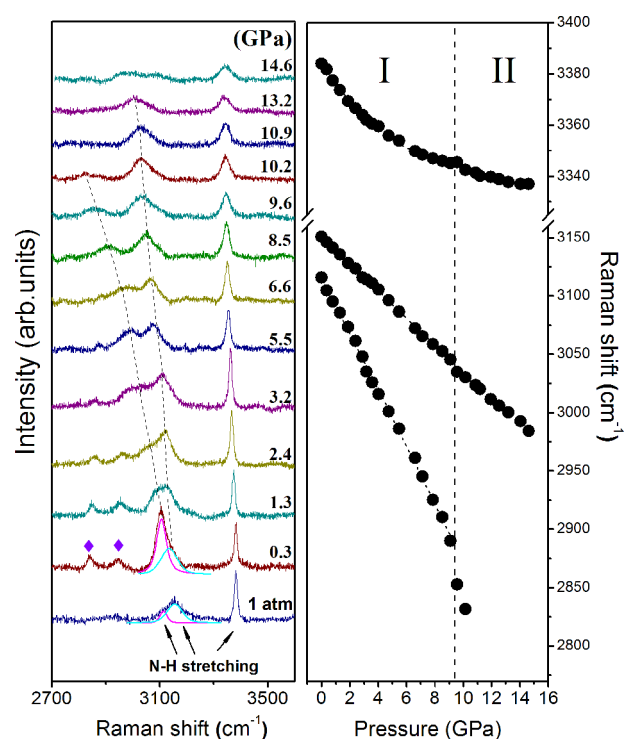 (GPa)
14.6
13.2
10.9
10.2
9.6
8.5
6.6
5.5
3.2
2.4
1.3
0.3
1 atm
N-H stretching
Intensity (arb.units)
2700 3100 3500
Raman shift (cm⁻¹)
I II
3400
3380
3360
3340
3150
3100
3050
3000
2950
2900
2850
2800
Raman shift (cm⁻¹)
0 2 4 6 8 10 12 14 16
Pressure (GPa)